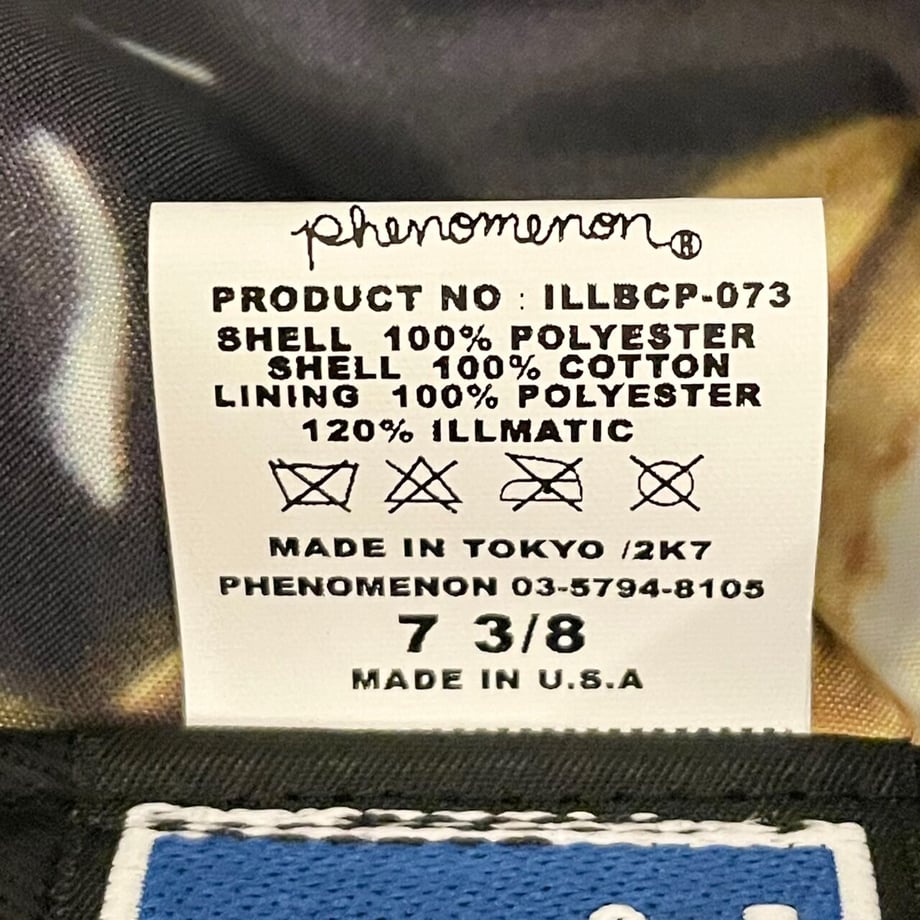 phenomenon®
PRODUCT NO : ILLBCP-073
SHELL 100% POLYESTER
SHELL 100% COTTON
LINING 100% POLYESTER
120% ILLMATIC
MADE IN TOKYO /2K7
PHENOMENON 03-5794-8105
7 3/8
MADE IN U.S.A